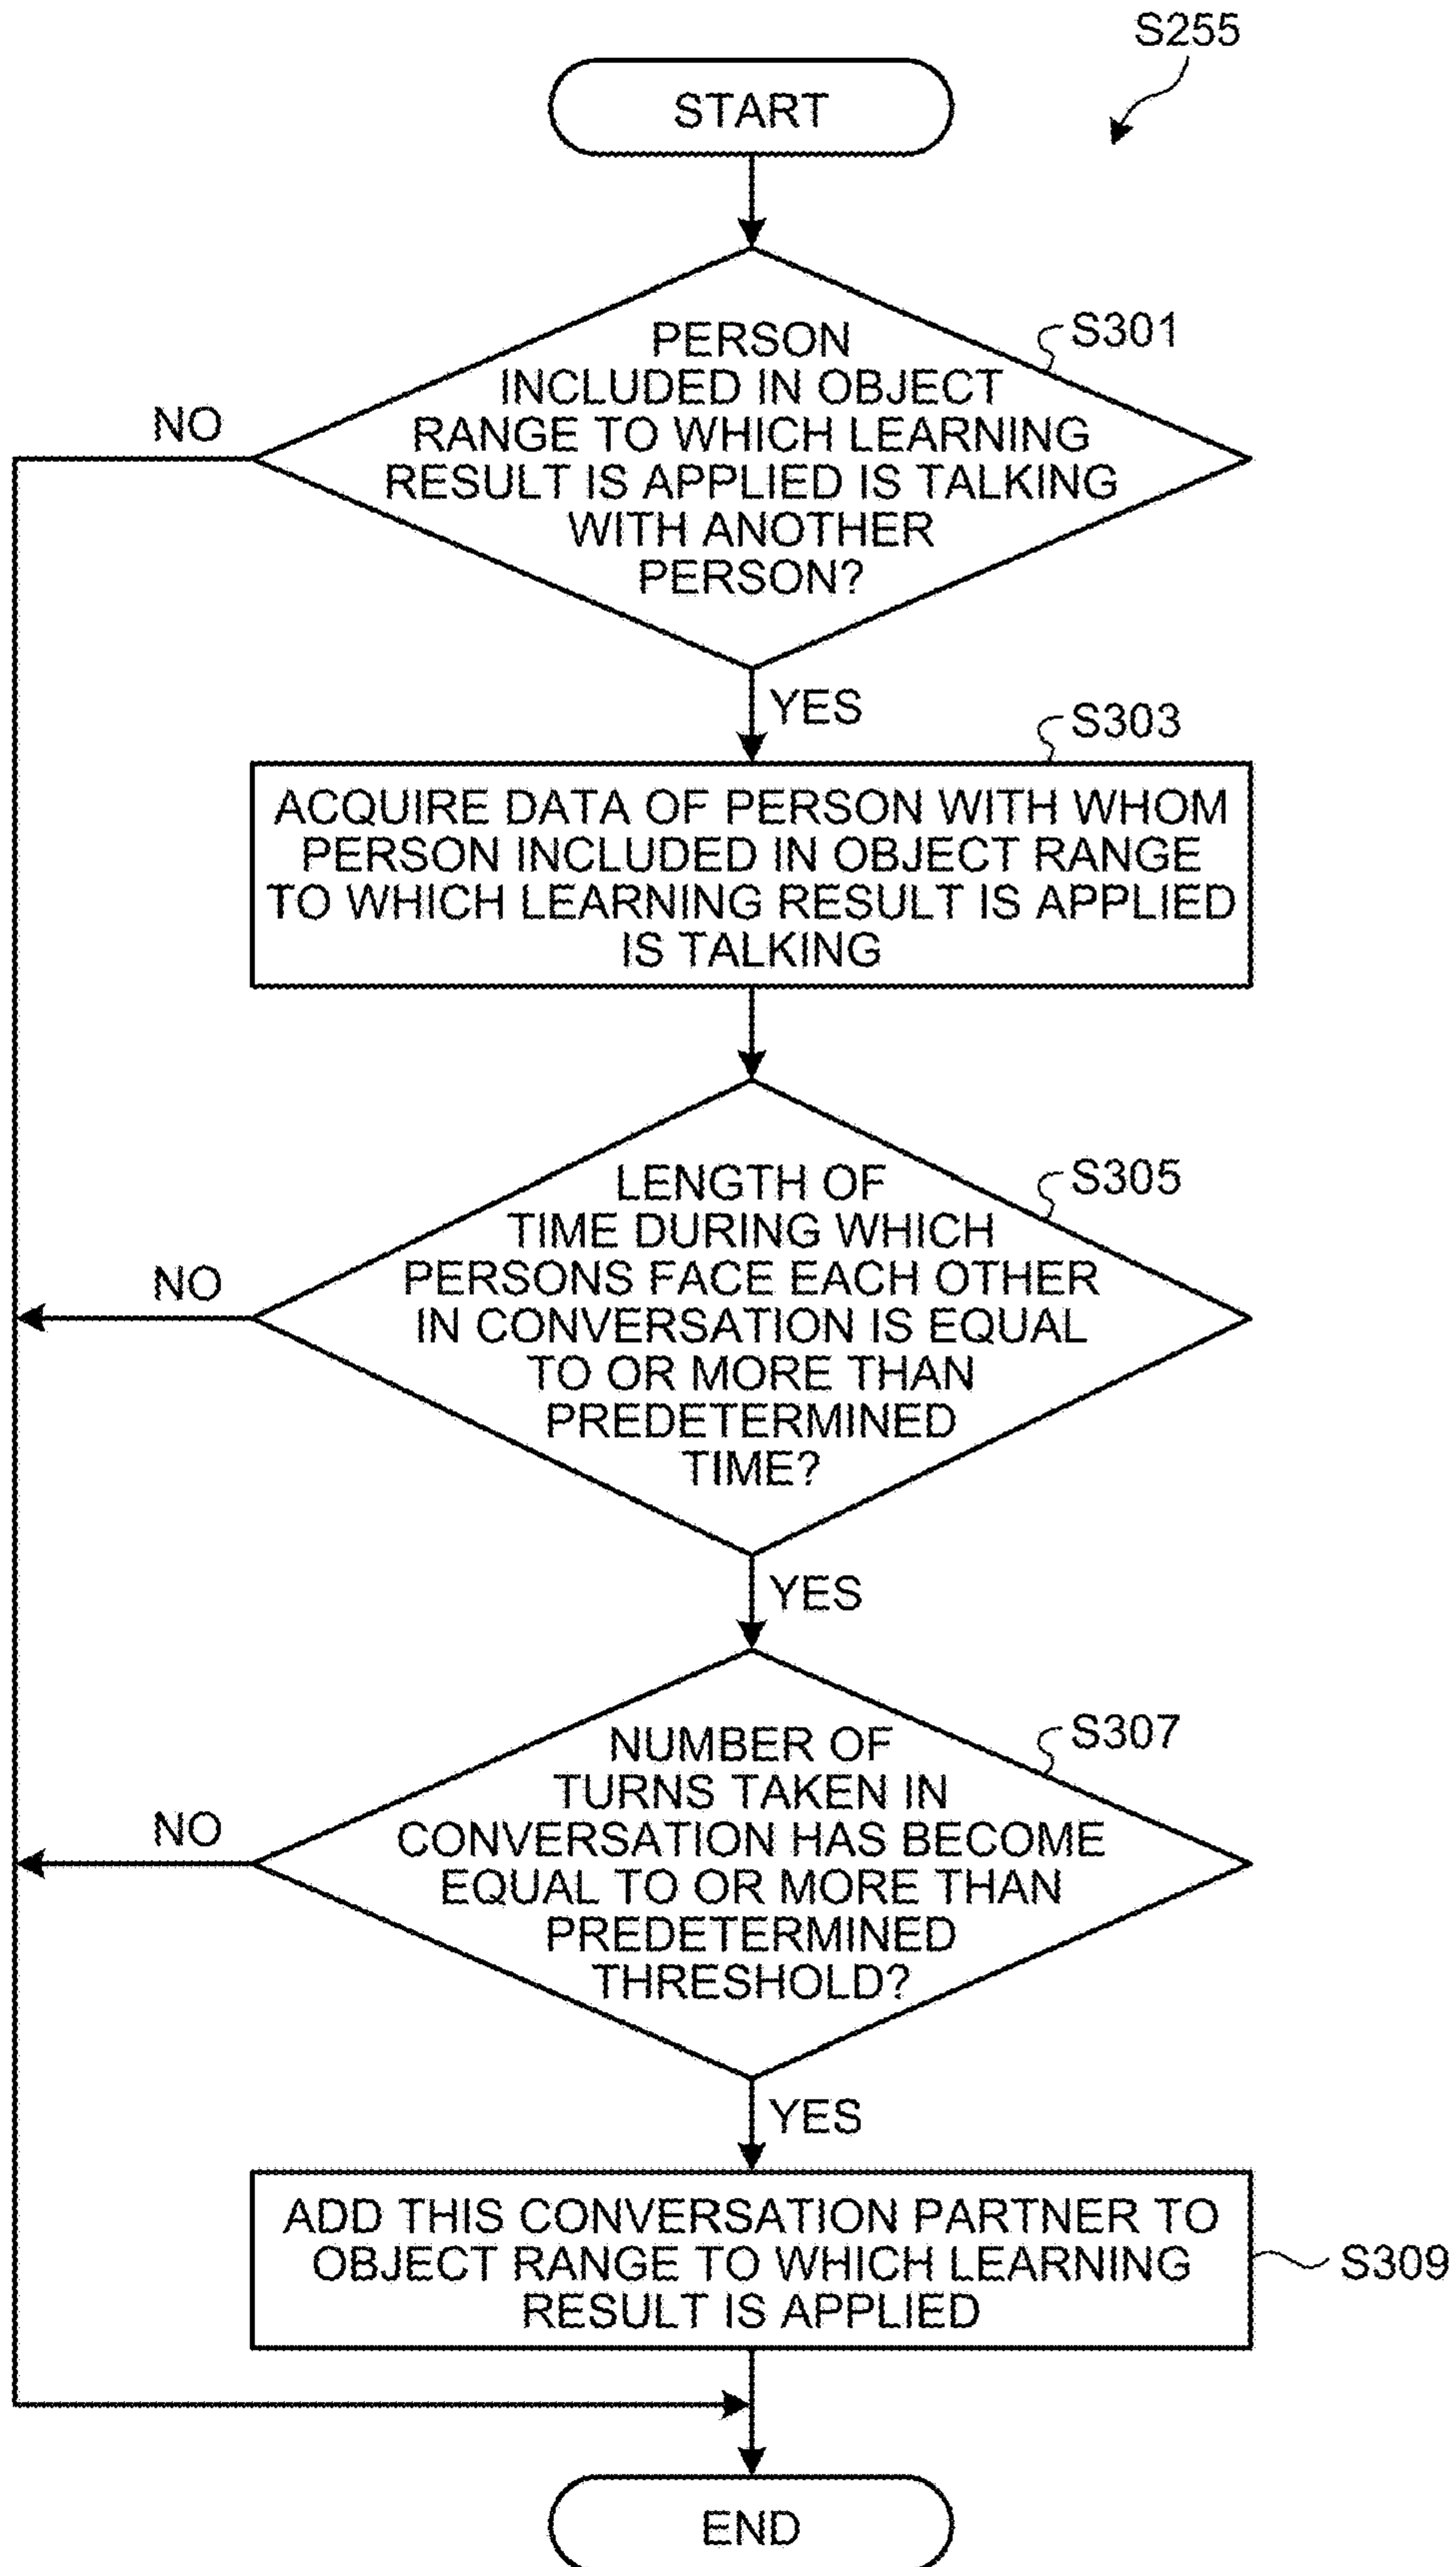 S255
START
S301
PERSON
INCLUDED IN OBJECT
RANGE TO WHICH LEARNING
RESULT IS APPLIED IS TALKING
WITH ANOTHER
PERSON?
NO
YES
S303
ACQUIRE DATA OF PERSON WITH WHOM
PERSON INCLUDED IN OBJECT RANGE
TO WHICH LEARNING RESULT IS APPLIED
IS TALKING
S305
LENGTH OF
TIME DURING WHICH
PERSONS FACE EACH OTHER
IN CONVERSATION IS EQUAL
TO OR MORE THAN
PREDETERMINED
TIME?
NO
YES
S307
NUMBER OF
TURNS TAKEN IN
CONVERSATION HAS BECOME
EQUAL TO OR MORE THAN
PREDETERMINED
THRESHOLD?
NO
YES
ADD THIS CONVERSATION PARTNER TO
OBJECT RANGE TO WHICH LEARNING
RESULT IS APPLIED
S309
END